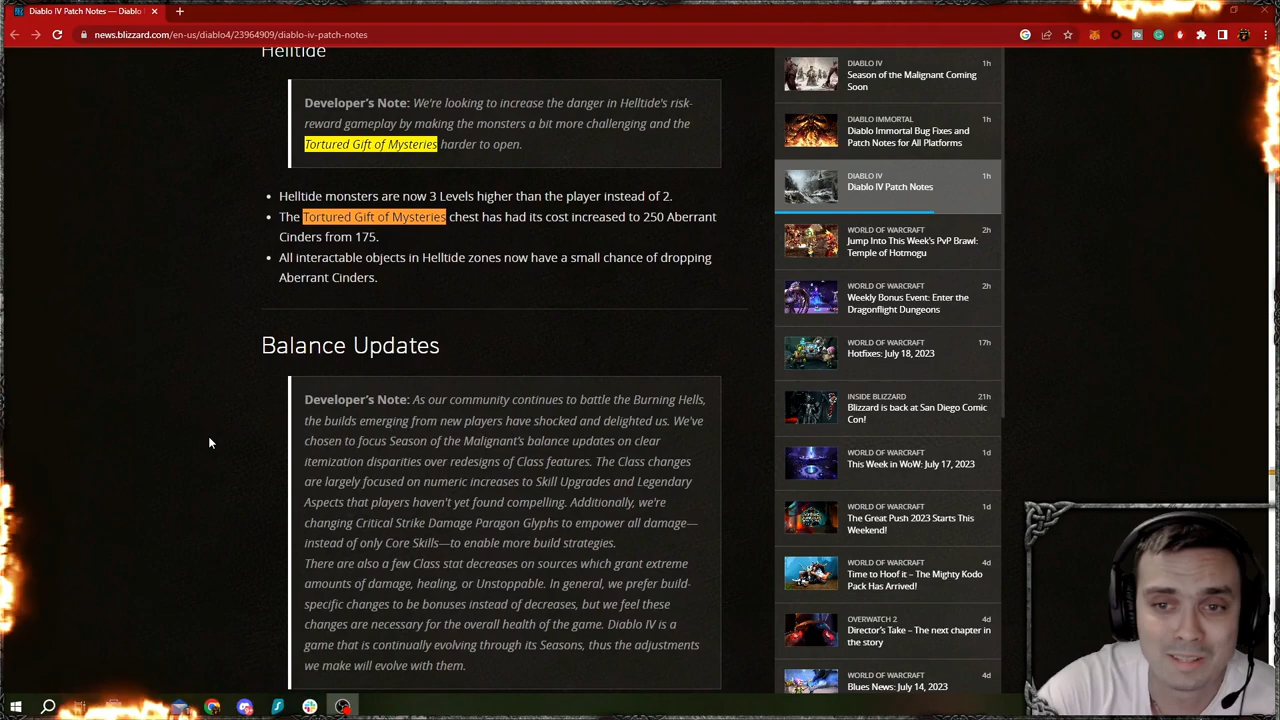 Diablo IV Patch Notes — Diablo
news.blizzard.com/en-us/diablo4/23964909/diablo-iv-patch-notes
Helltide
Developer's Note: We're looking to increase the danger in Helltide's risk-
reward gameplay by making the monsters a bit more challenging and the
Tortured Gift of Mysteries harder to open.
Helltide monsters are now 3 Levels higher than the player instead of 2.
The Tortured Gift of Mysteries chest has had its cost increased to 250 Aberrant
Cinders from 175.
All interactable objects in Helltide zones now have a small chance of dropping
Aberrant Cinders.
Balance Updates
Developer's Note: As our community continues to battle the Burning Hells,
the builds emerging from new players have shocked and delighted us. We've
chosen to focus Season of the Malignant's balance updates on clear
itemization disparities over redesigns of Class features. The Class changes
are largely focused on numeric increases to Skill Upgrades and Legendary
Aspects that players haven't yet found compelling. Additionally, we're
changing Critical Strike Damage Paragon Glyphs to empower all damage—
instead of only Core Skills—to enable more build strategies.
There are also a few Class stat decreases on sources which grant extreme
amounts of damage, healing, or Unstoppable. In general, we prefer build-
specific changes to be bonuses instead of decreases, but we feel these
changes are necessary for the overall health of the game. Diablo IV is a
game that is continually evolving through its Seasons, thus the adjustments
we make will evolve with them.
DIABLO IV 1h
Season of the Malignant Coming
Soon
DIABLO IMMORTAL 1h
Diablo Immortal Bug Fixes and
Patch Notes for All Platforms
DIABLO IV 1h
Diablo IV Patch Notes
WORLD OF WARCRAFT 2h
Jump Into This Week's PvP Brawl:
Temple of Hotmogu
WORLD OF WARCRAFT 2h
Weekly Bonus Event: Enter the
Dragonflight Dungeons
WORLD OF WARCRAFT 17h
Hotfixes: July 18, 2023
INSIDE BLIZZARD 21h
Blizzard is back at San Diego Comic
Con!
WORLD OF WARCRAFT 1d
This Week in WoW: July 17, 2023
WORLD OF WARCRAFT 1d
The Great Push 2023 Starts This
Weekend!
WORLD OF WARCRAFT 4d
Time to Hoof it – The Mighty Kodo
Pack Has Arrived!
OVERWATCH 2 4d
Director's Take – The next chapter in
the story
WORLD OF WARCRAFT 4d
Blues News: July 14, 2023